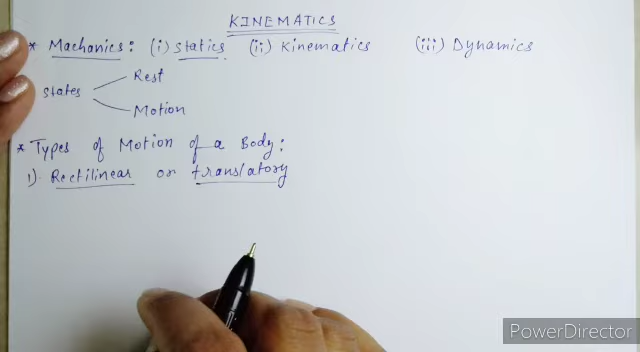 KINEMATICS
* Mechanics: (i) Statics (ii) Kinematics (iii) Dynamics
States Rest
Motion
* Types of Motion of a Body:
1). Rectilinear or translatory
PowerDirector